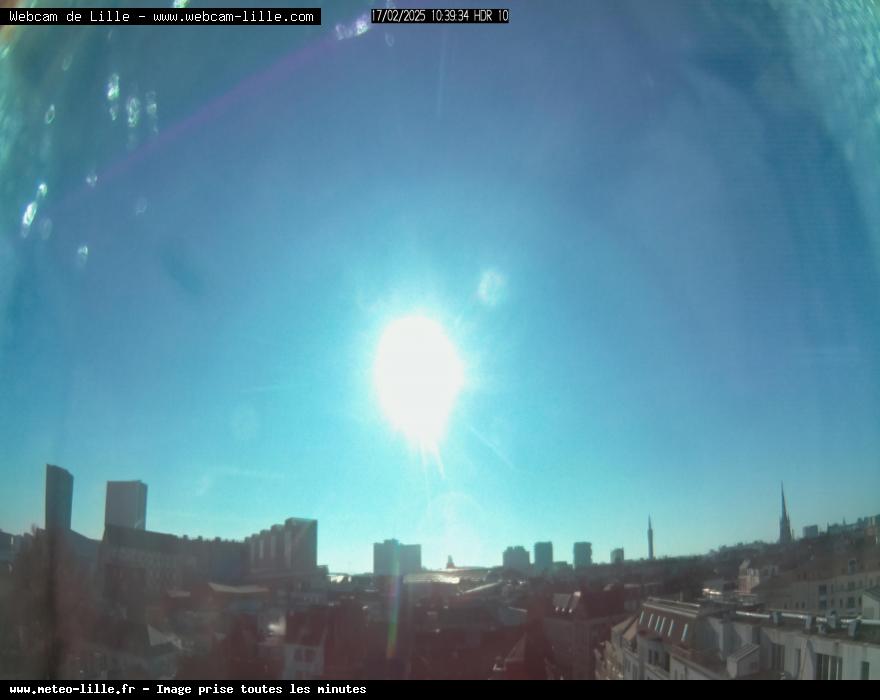 Webcam de Lille - www.webcam-lille.com
17/02/2025 10:39:34 HDR 10
www.meteo-lille.fr - Image prise toutes les minutes